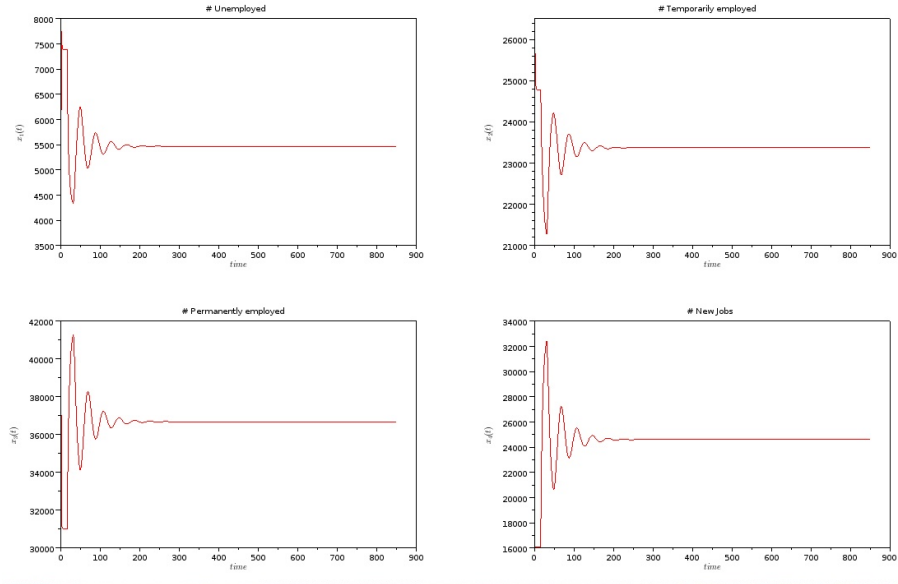 # Unemployed
8000
7500
7000
6500
6000
5500
5000
4500
4000
3500
x₁(t)
0 100 200 300 400 500 600 700 800 900
time
# Temporarily employed
26000
25000
24000
23000
22000
21000
x₂(t)
0 100 200 300 400 500 600 700 800 900
time
# Permanently employed
42000
40000
38000
36000
34000
32000
30000
x₃(t)
0 100 200 300 400 500 600 700 800 900
time
# New Jobs
34000
32000
30000
28000
26000
24000
22000
20000
18000
16000
x₄(t)
0 100 200 300 400 500 600 700 800 900
time